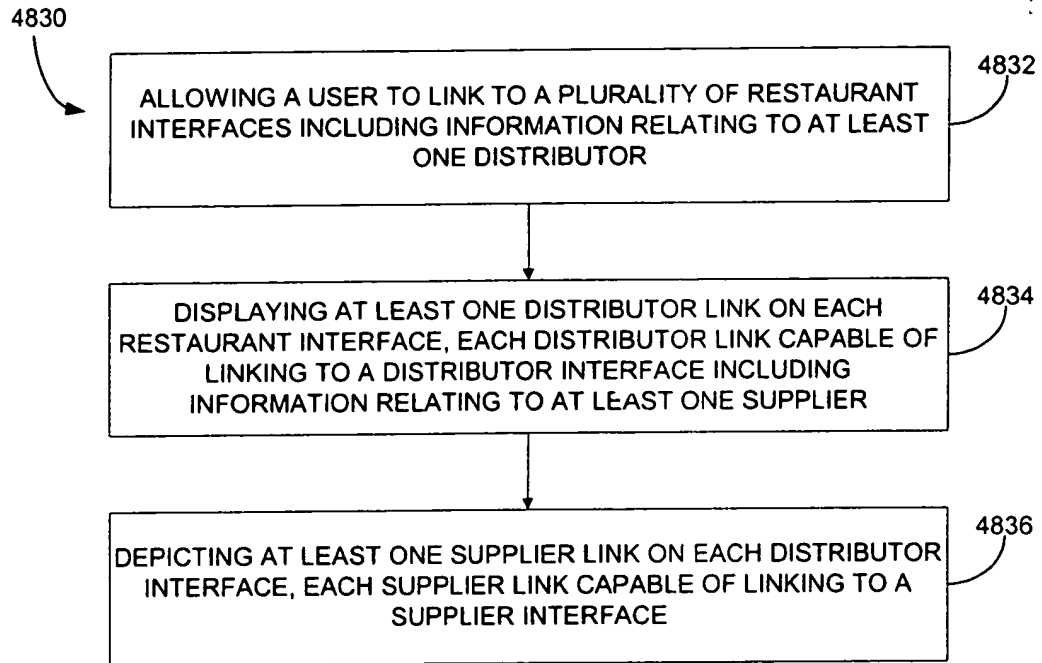 4830
4832
ALLOWING A USER TO LINK TO A PLURALITY OF RESTAURANT
INTERFACES INCLUDING INFORMATION RELATING TO AT LEAST
ONE DISTRIBUTOR
4834
DISPLAYING AT LEAST ONE DISTRIBUTOR LINK ON EACH
RESTAURANT INTERFACE, EACH DISTRIBUTOR LINK CAPABLE OF
LINKING TO A DISTRIBUTOR INTERFACE INCLUDING
INFORMATION RELATING TO AT LEAST ONE SUPPLIER
4836
DEPICTING AT LEAST ONE SUPPLIER LINK ON EACH DISTRIBUTOR
INTERFACE, EACH SUPPLIER LINK CAPABLE OF LINKING TO A
SUPPLIER INTERFACE